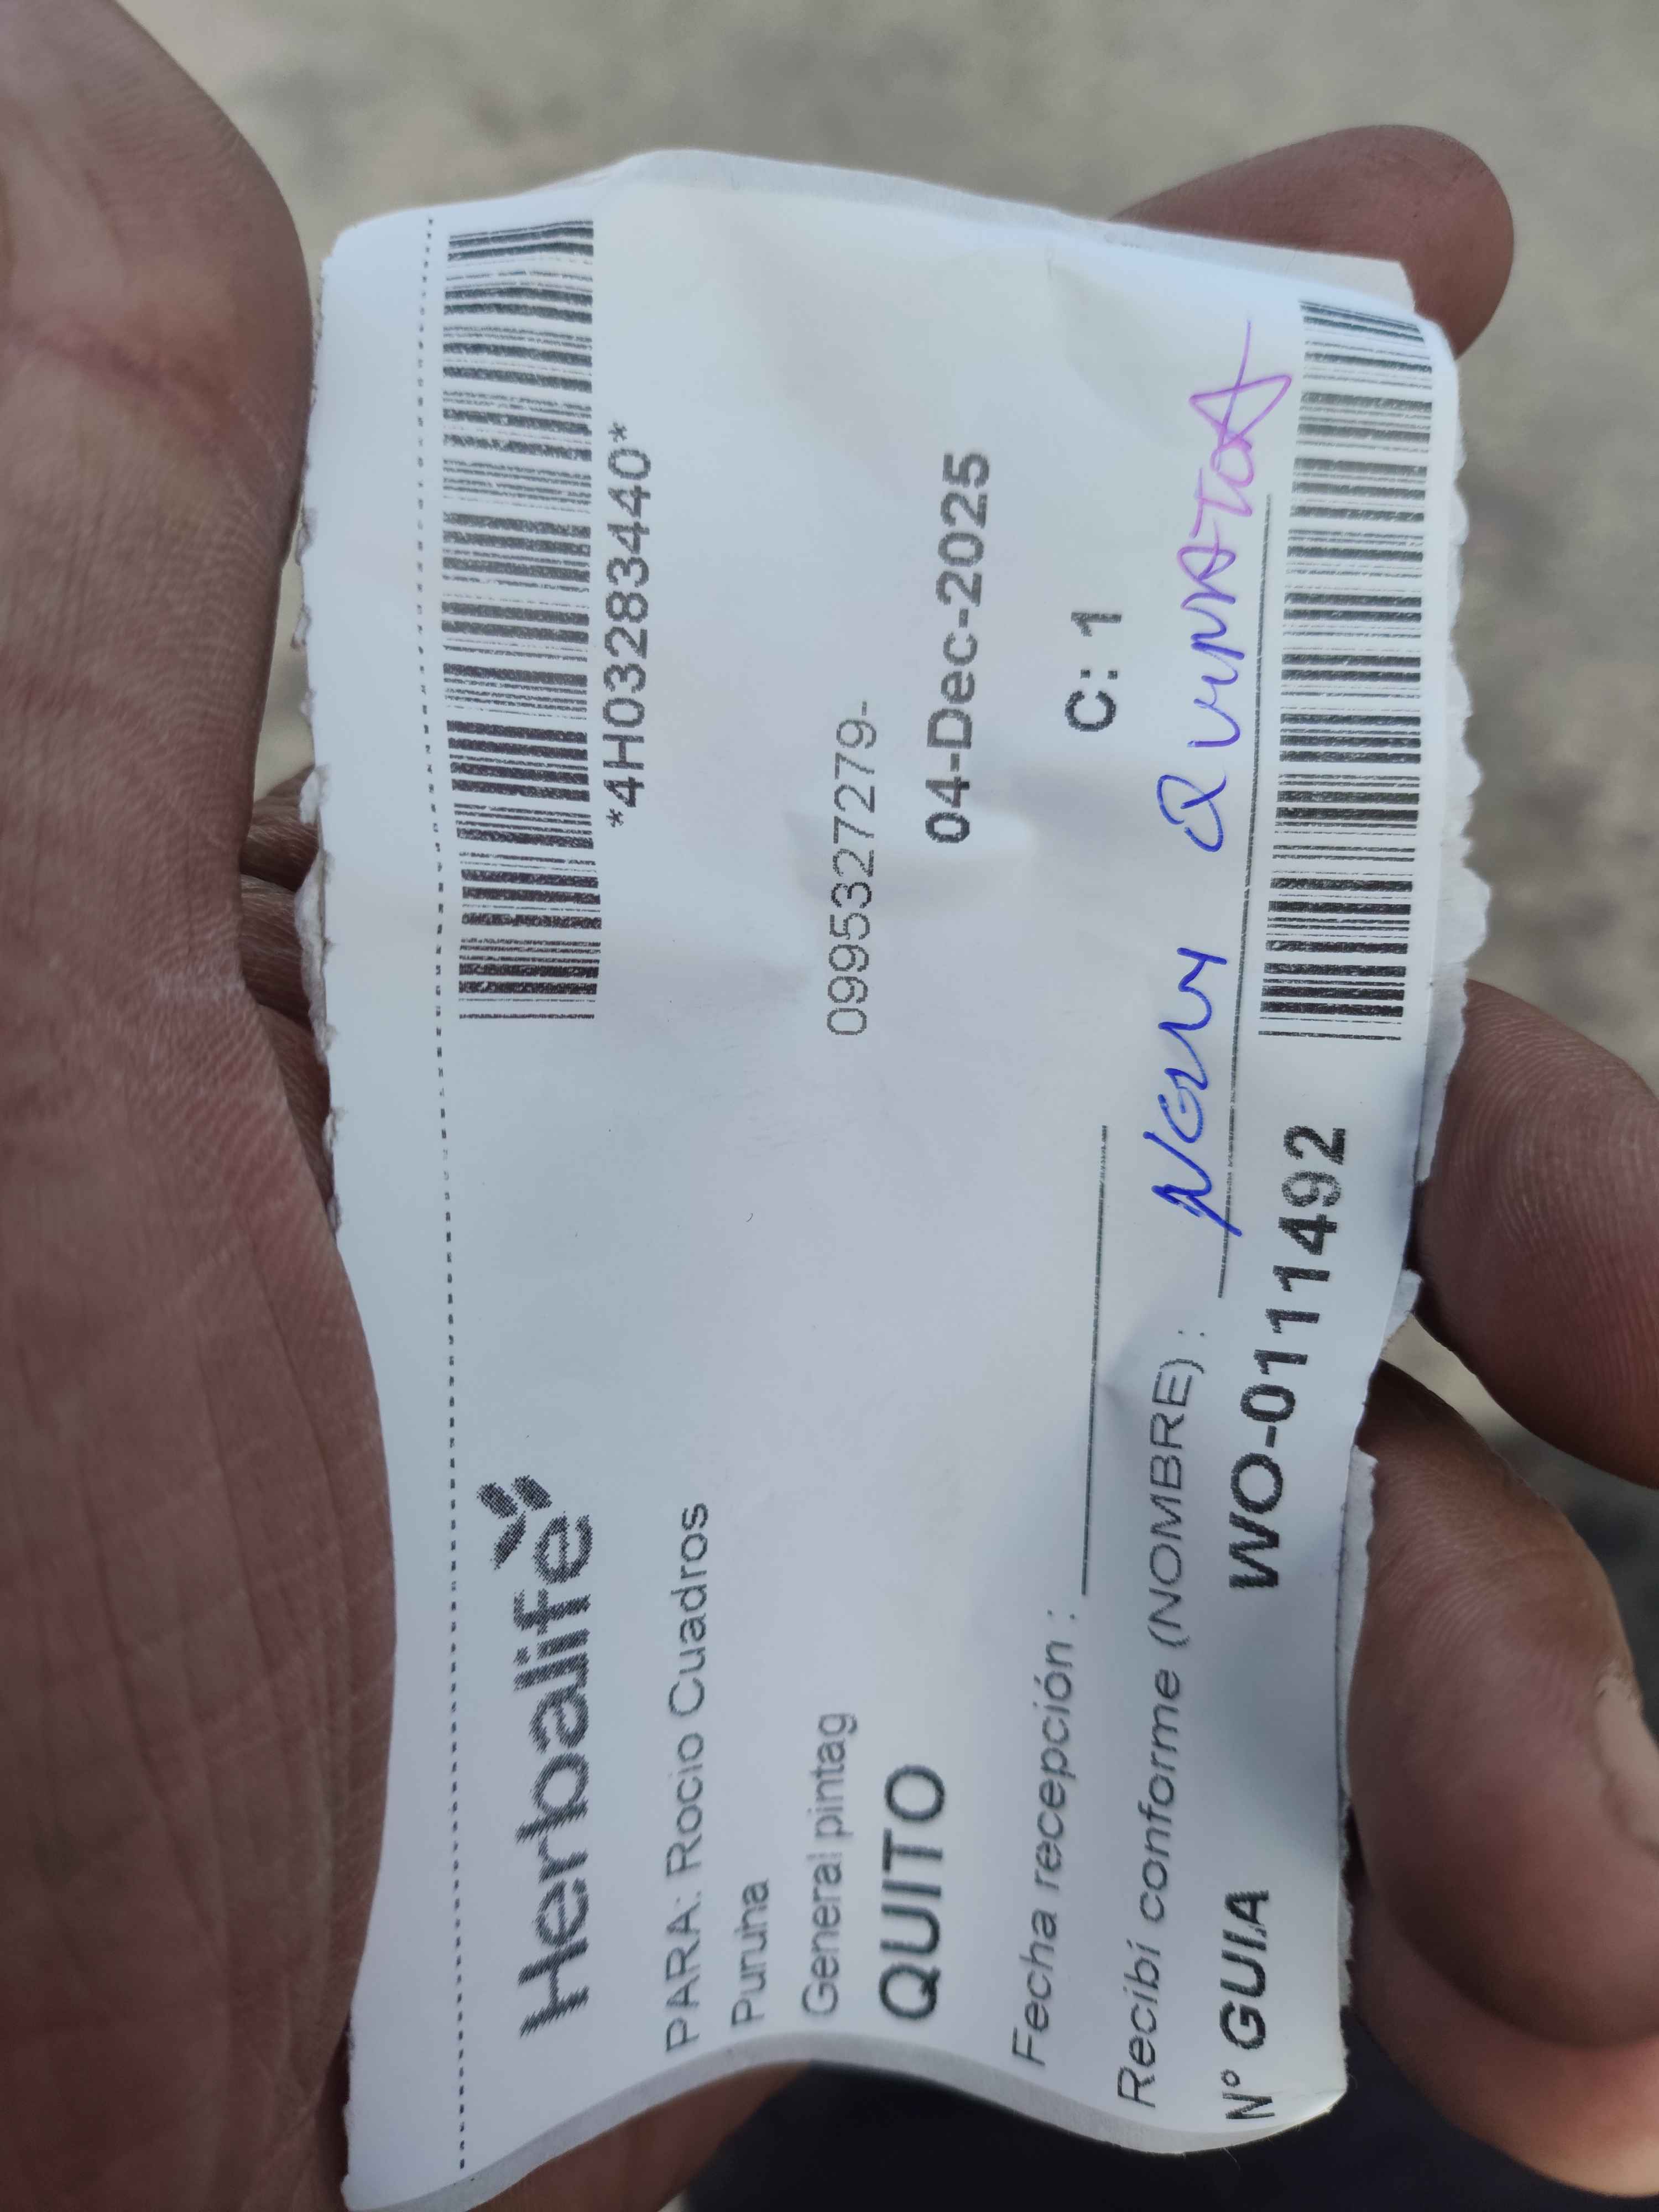 *4H03283440*
Herbalife
PARA: Rocio Cuadros
Puruha
General pintag 0995327279-
QUITO 04-Dec-2025
Fecha recepción : C: 1
Recibí conforme (NOMBRE) :
N° GUIA WO-0111492